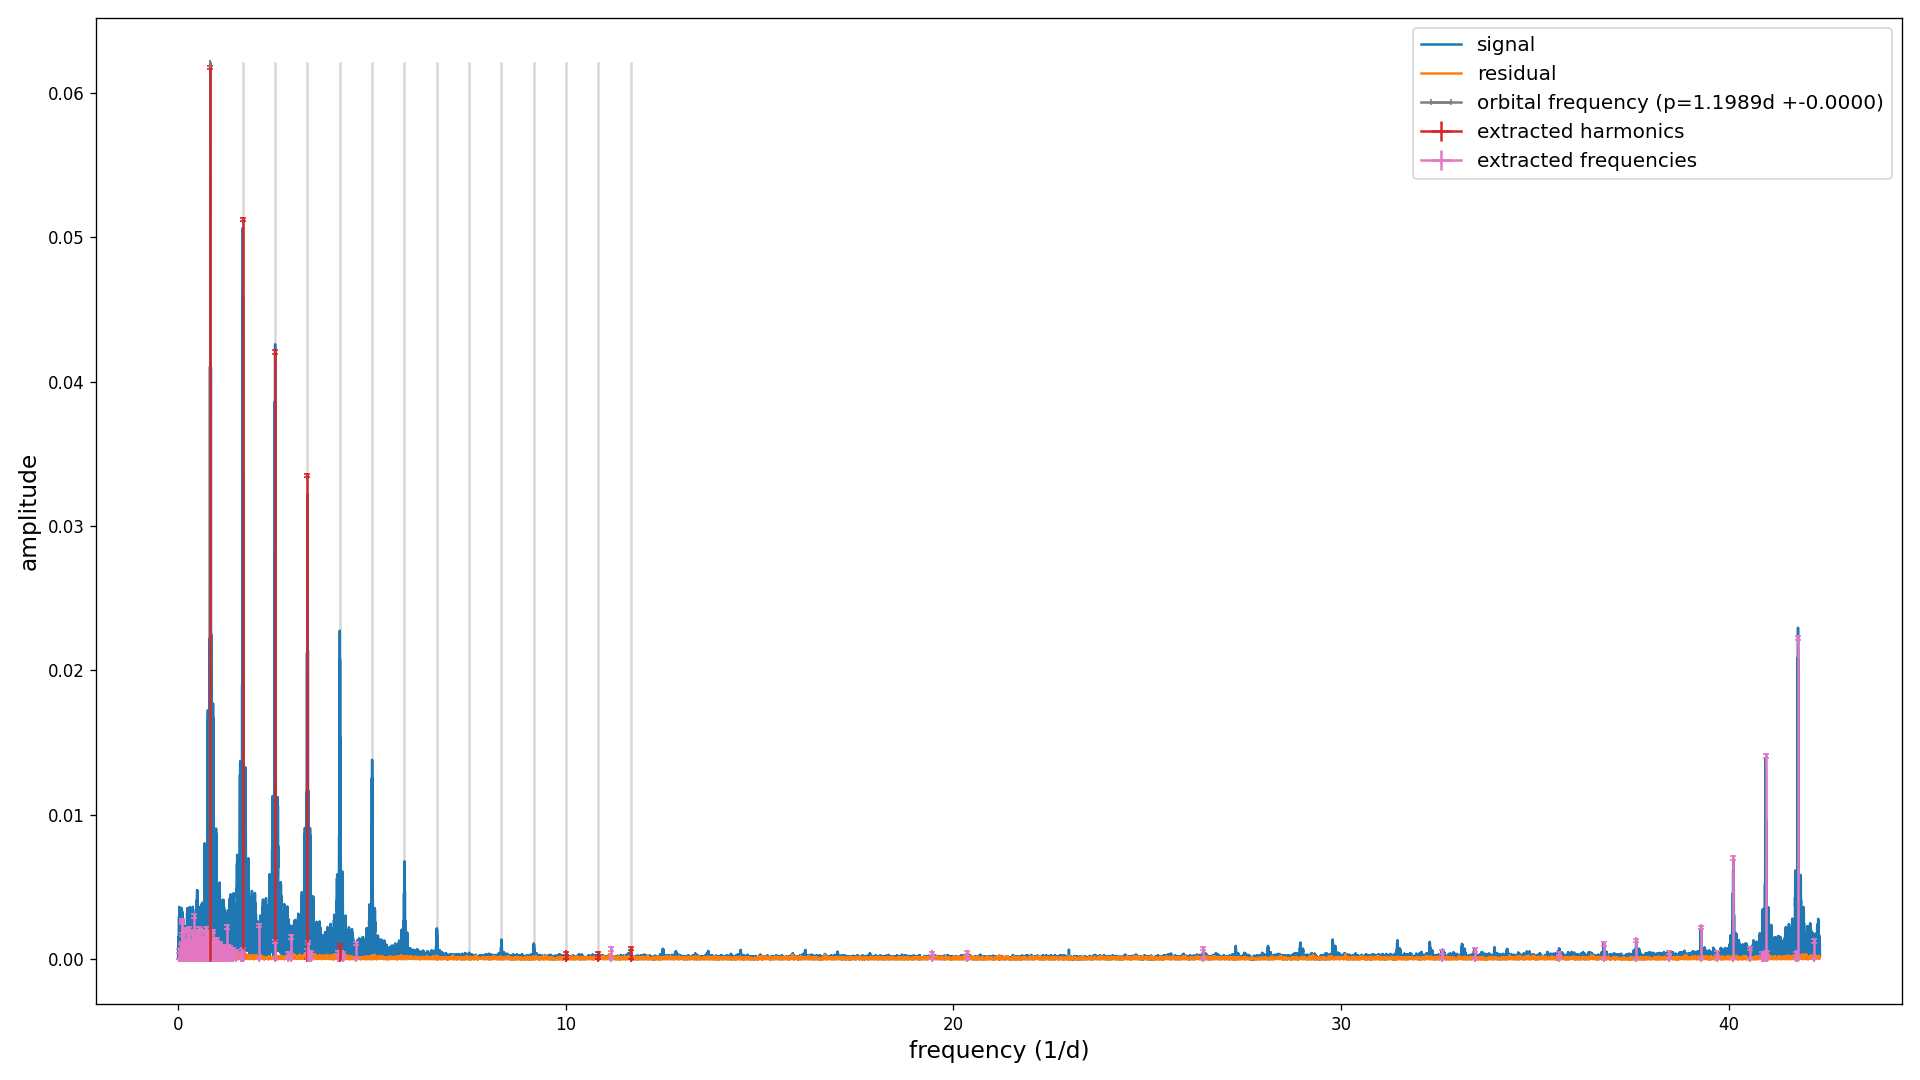 signal
residual
orbital frequency (p=1.1989d +-0.0000)
extracted harmonics
extracted frequencies
0.06
0.05
0.04
0.03
0.02
0.01
0.00
amplitude
0 10 20 30 40
frequency (1/d)